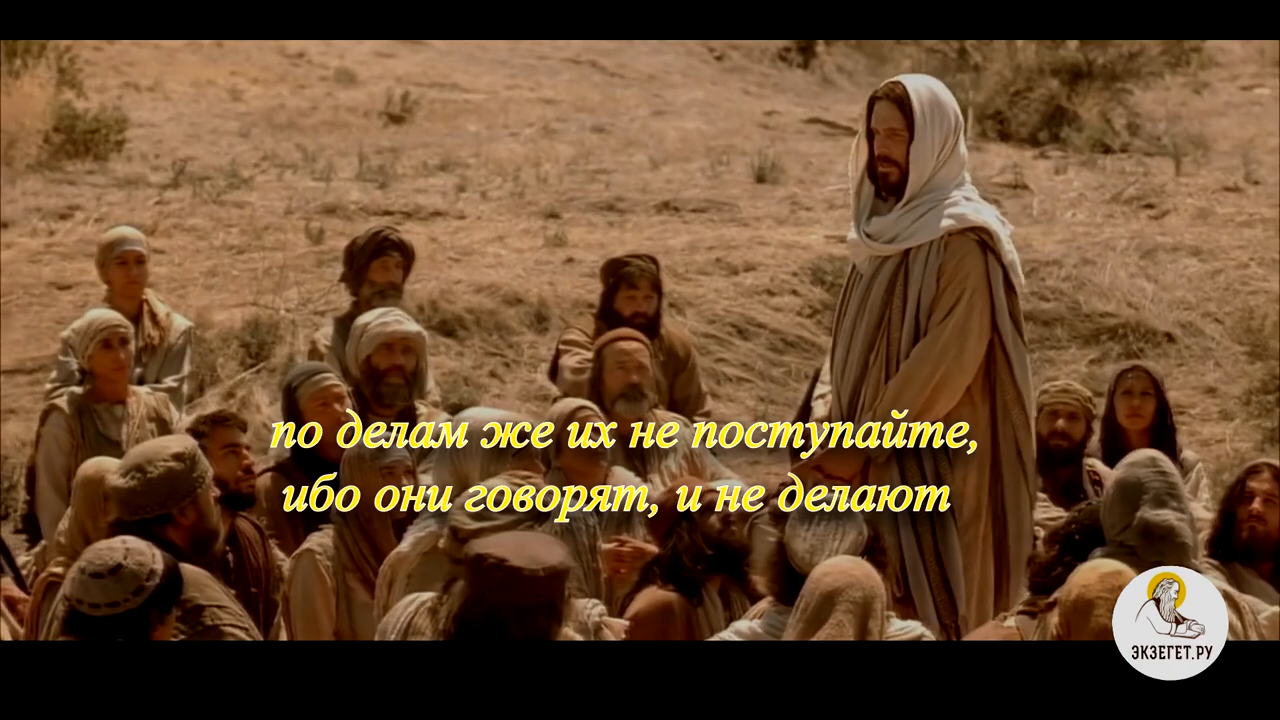 по делам же их не поступайте,
ибо они говорят, и не делают
ЭКЗЕГЕТ.РУ